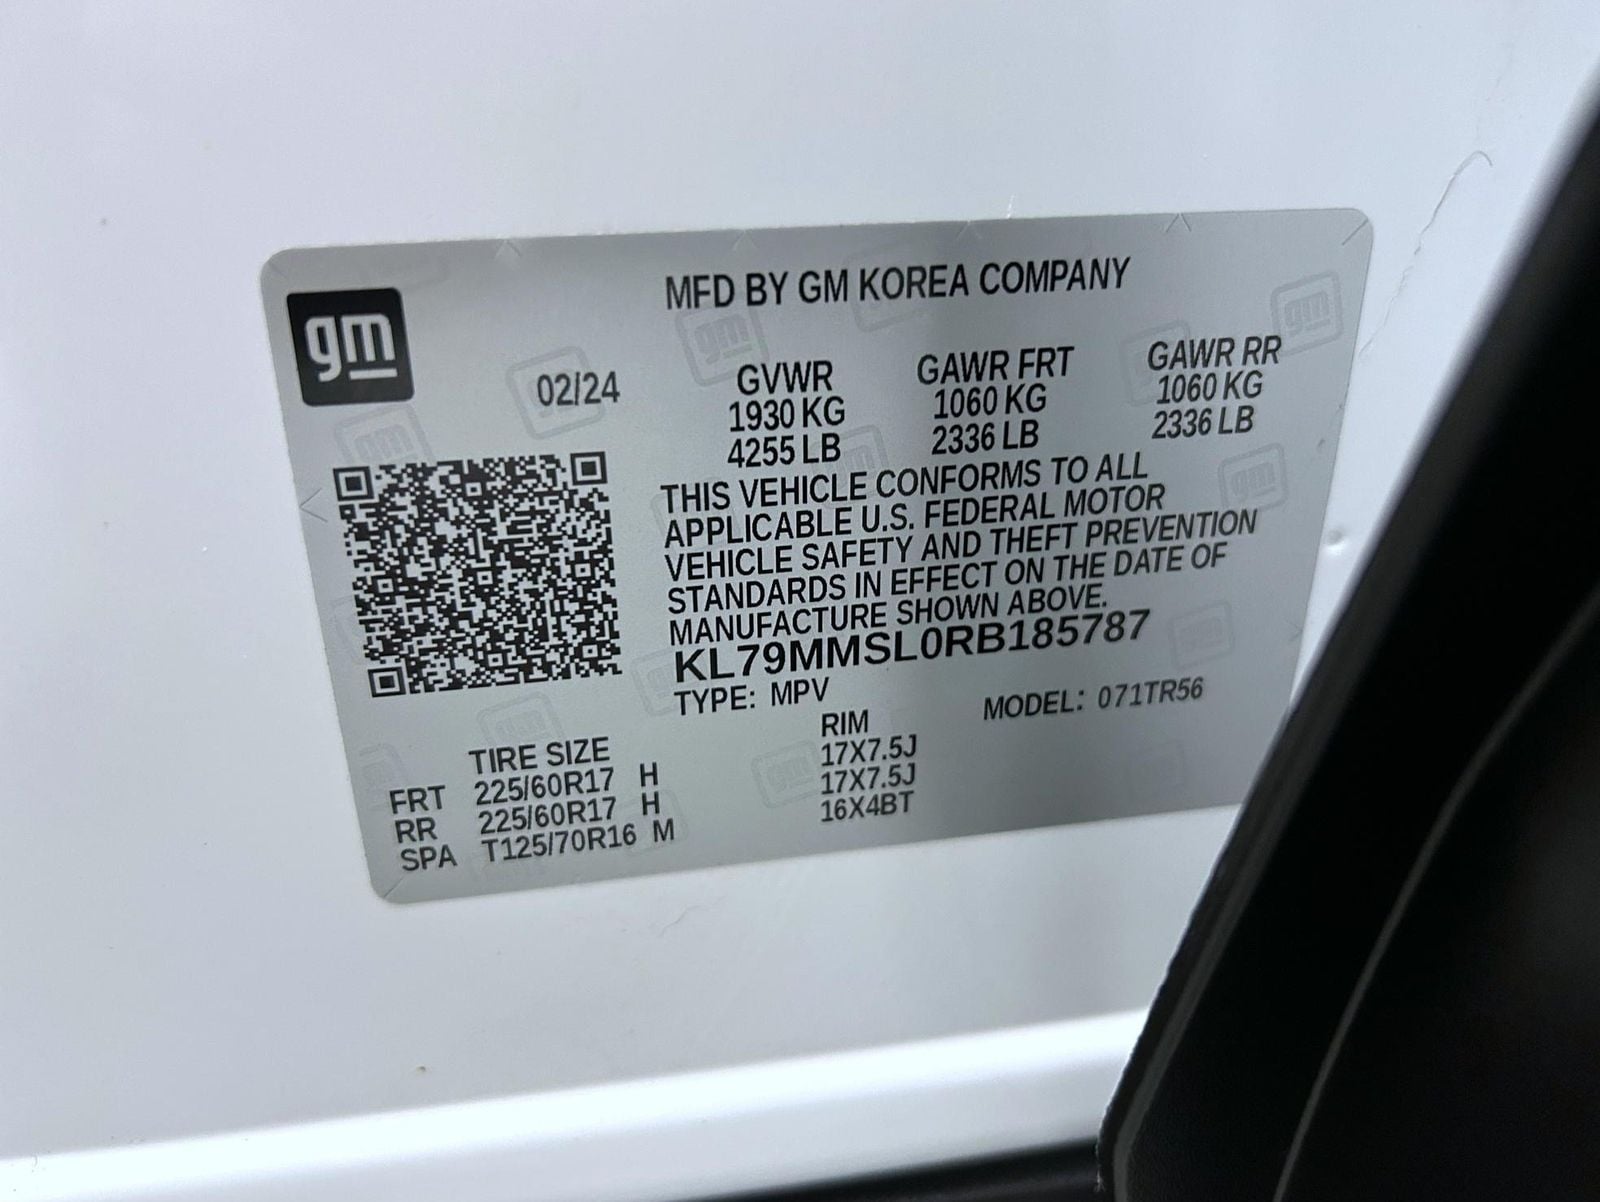 gm
MFD BY GM KOREA COMPANY
02/24
GVWR GAWR FRT GAWR RR
1930 KG 1060 KG 1060 KG
4255 LB 2336 LB 2336 LB
THIS VEHICLE CONFORMS TO ALL
APPLICABLE U.S. FEDERAL MOTOR
VEHICLE SAFETY AND THEFT PREVENTION
STANDARDS IN EFFECT ON THE DATE OF
MANUFACTURE SHOWN ABOVE.
KL79MMSL0RB185787
TYPE: MPV MODEL: 071TR56
TIRE SIZE RIM
FRT 225/60R17 H 17X7.5J
RR 225/60R17 H 17X7.5J
SPA T125/70R16 M 16X4BT